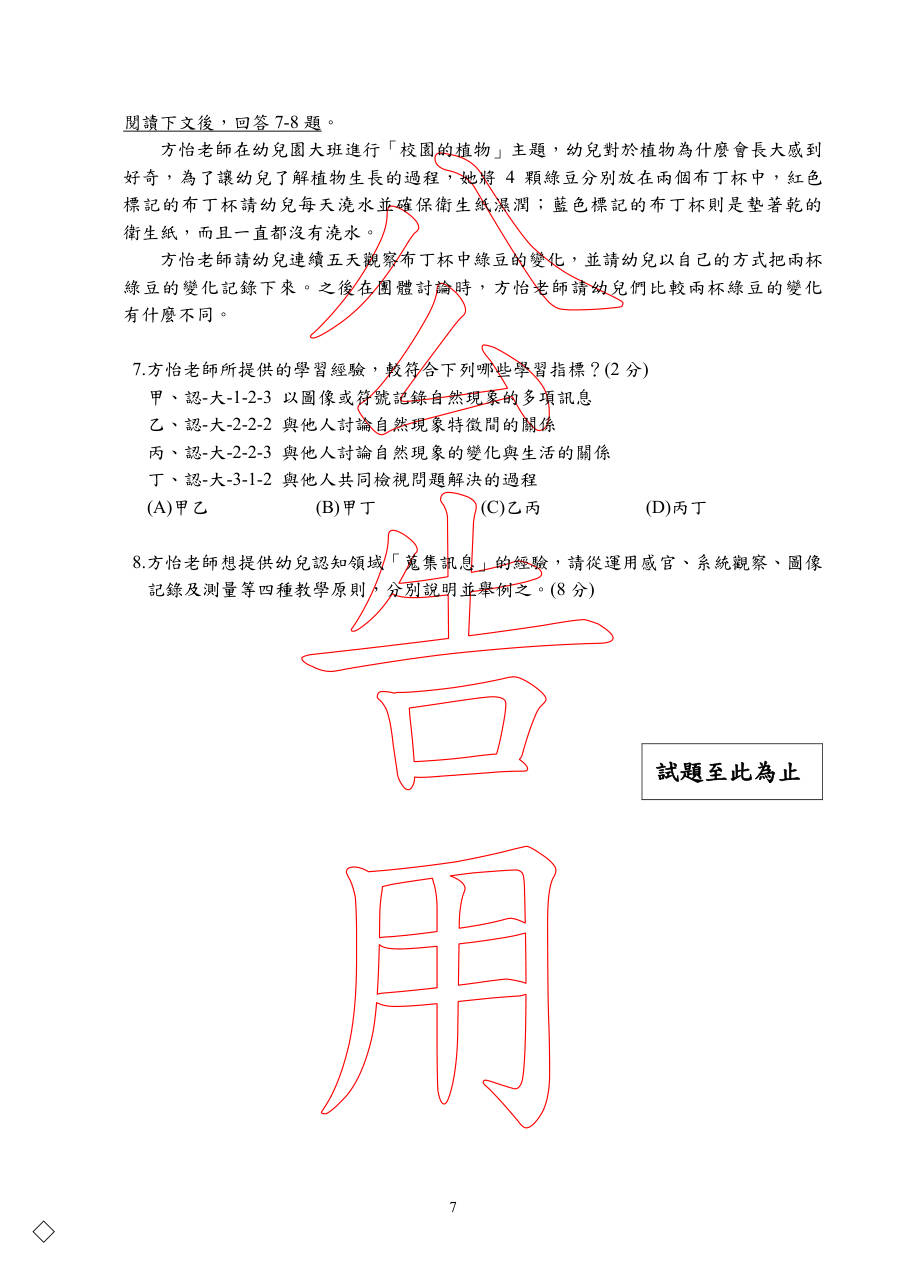 閱讀下文後，回答 7-8 題。
方怡老師在幼兒園大班進行「校園的植物」主題，幼兒對於植物為什麼會長大感到
好奇，為了讓幼兒了解植物生長的過程，她將 4 顆綠豆分別放在兩個布丁杯中，紅色
標記的布丁杯請幼兒每天澆水並確保衛生紙濕潤；藍色標記的布丁杯則是墊著乾的
衛生紙，而且一直都沒有澆水。
方怡老師請幼兒連續五天觀察布丁杯中綠豆的變化，並請幼兒以自己的方式把兩杯
綠豆的變化記錄下來。之後在團體討論時，方怡老師請幼兒們比較兩杯綠豆的變化
有什麼不同。
7.方怡老師所提供的學習經驗，較符合下列哪些學習指標？(2 分)
甲、認-大-1-2-3 以圖像或符號記錄自然現象的多項訊息
乙、認-大-2-2-2 與他人討論自然現象特徵間的關係
丙、認-大-2-2-3 與他人討論自然現象的變化與生活的關係
丁、認-大-3-1-2 與他人共同檢視問題解決的過程
(A)甲乙 (B)甲丁 (C)乙丙 (D)丙丁
8.方怡老師想提供幼兒認知領域「蒐集訊息」的經驗，請從運用感官、系統觀察、圖像
記錄及測量等四種教學原則，分別說明並舉例之。(8 分)
試題至此為止
公告用
7